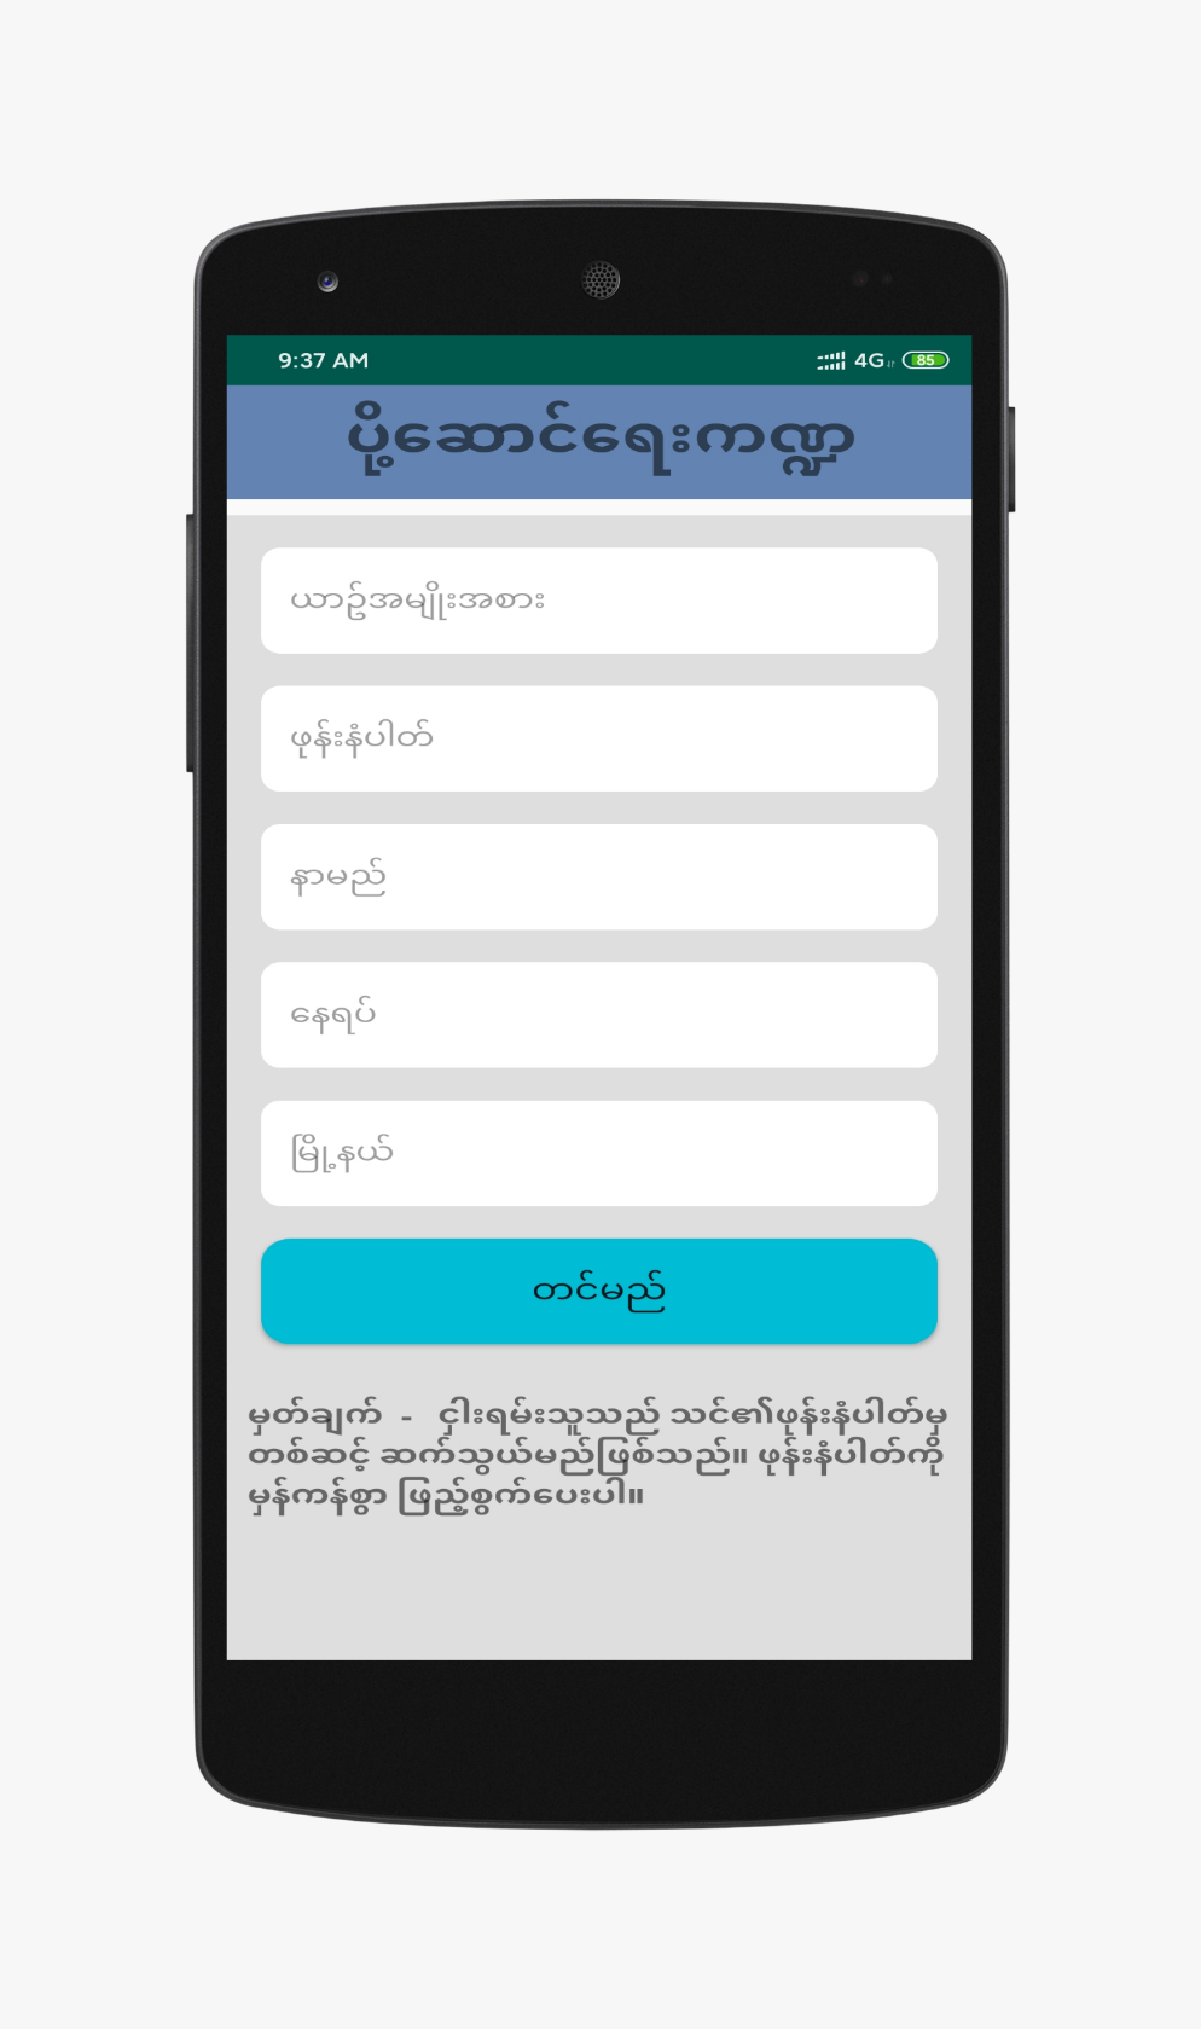 9:37 AM 4G 85
ပို့ဆောင်ရေးကဏ္ဍ
ယာဥ်အမျိုးအစား
ဖုန်းနံပါတ်
နာမည်
နေရပ်
မြို့နယ်
တင်မည်
မှတ်ချက် - ငှါးရမ်းသူသည် သင်၏ဖုန်းနံပါတ်မှ
တစ်ဆင့် ဆက်သွယ်မည်ဖြစ်သည်။ ဖုန်းနံပါတ်ကို
မှန်ကန်စွာ ဖြည့်စွက်ပေးပါ။